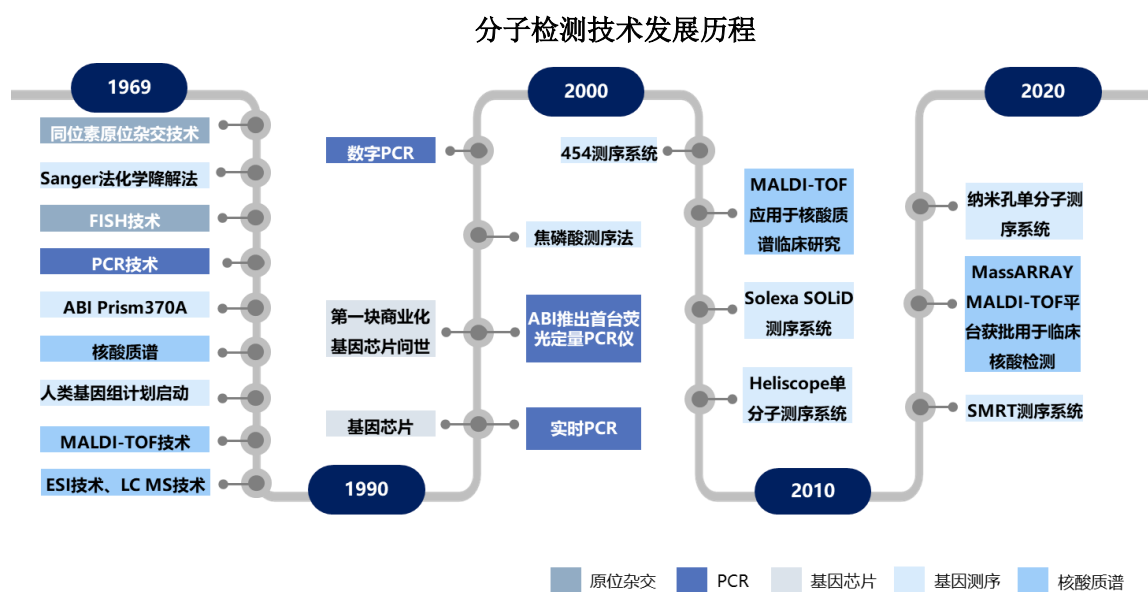 分子检测技术发展历程
1969
同位素原位杂交技术
Sanger法化学降解法
FISH技术
PCR技术
ABI Prism370A
核酸质谱
人类基因组计划启动
MALDI-TOF技术
ESI技术、LC MS技术
1990
基因芯片
实时PCR
第一块商业化
基因芯片问世
ABI推出首台荧
光定量PCR仪
焦磷酸测序法
数字PCR
2000
454测序系统
MALDI-TOF
应用于核酸质
谱临床研究
Solexa SOLiD
测序系统
Heliscope单
分子测序系统
2010
SMRT测序系统
MassARRAY
MALDI-TOF平
台获批用于临床
核酸检测
纳米孔单分子测
序系统
2020
原位杂交
PCR
基因芯片
基因测序
核酸质谱